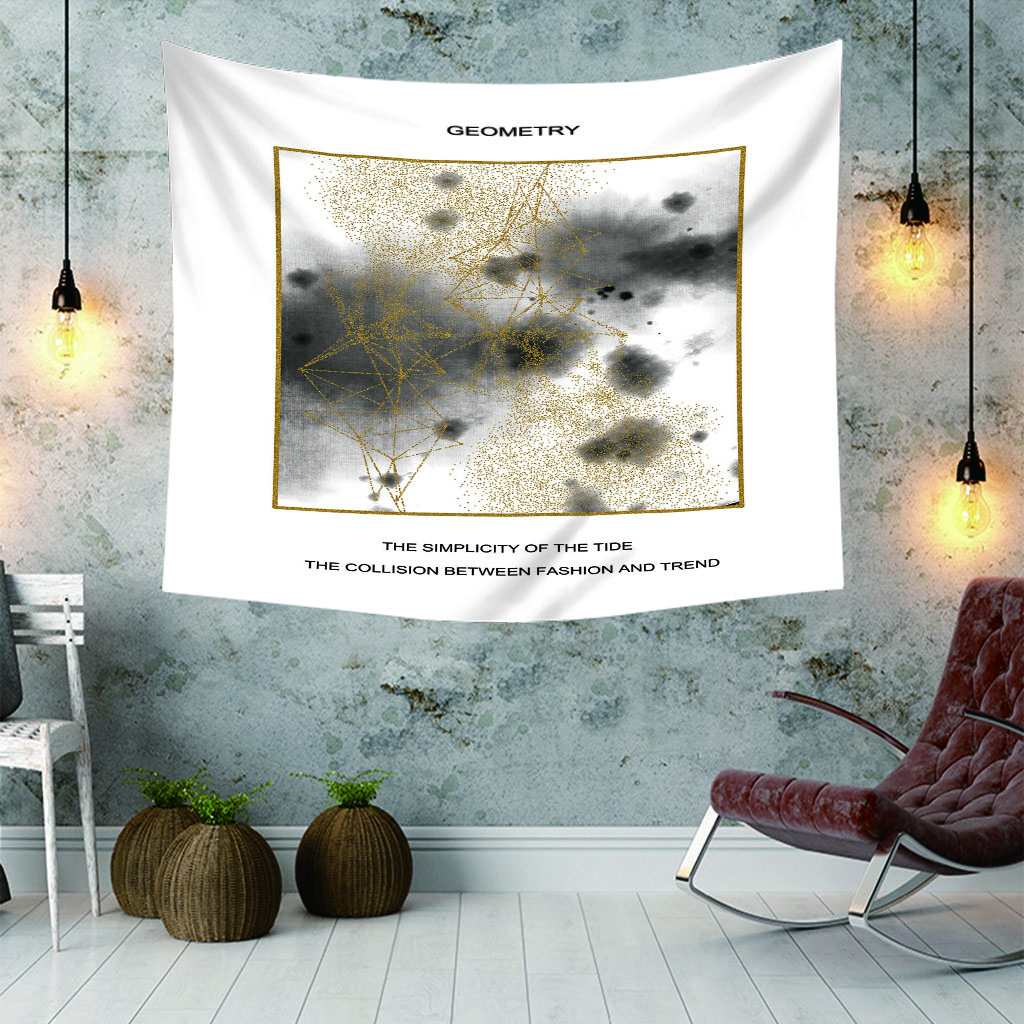 GEOMETRY
THE SIMPLICITY OF THE TIDE
THE COLLISION BETWEEN FASHION AND TREND